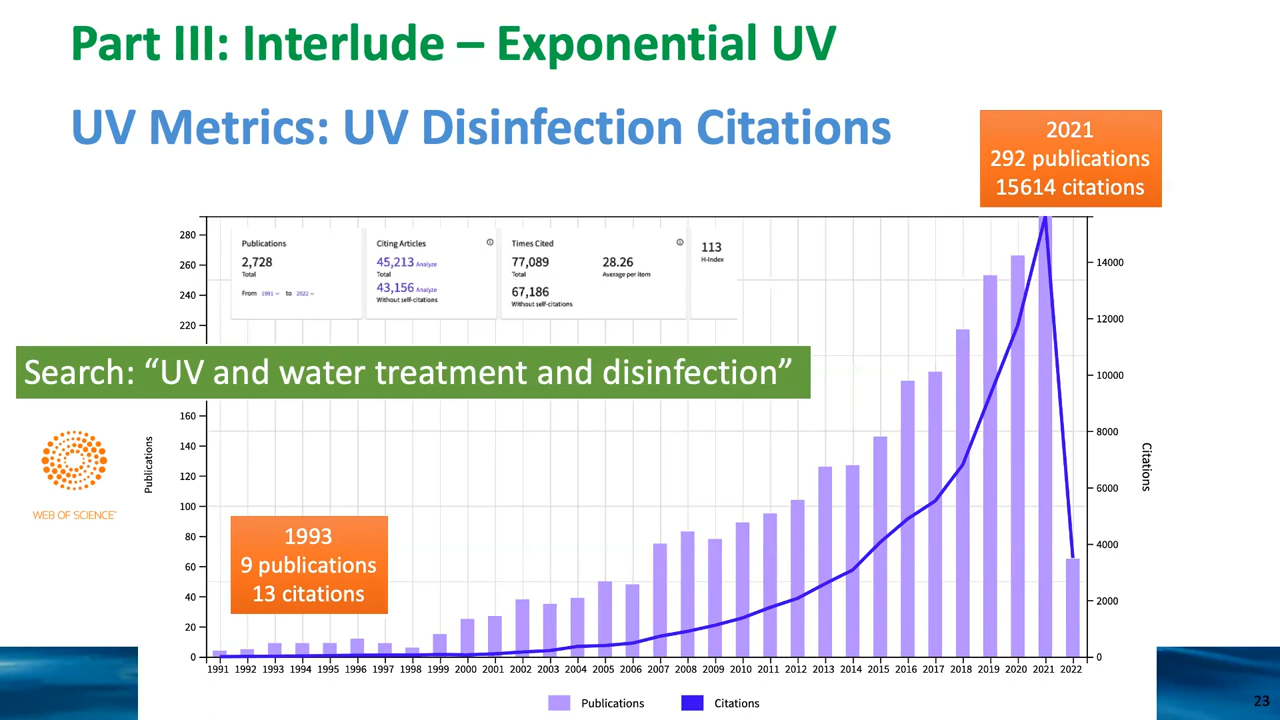 Part III: Interlude – Exponential UV
UV Metrics: UV Disinfection Citations
2021
292 publications
15614 citations
Publications
2,728
Total
From 1991 to 2022
Citing Articles
45,213 Analyze
Total
43,156 Analyze
Without self-citations
Times Cited
77,089
Total
67,186
Without self-citations
28.26
Average per item
113
H-Index
Search: “UV and water treatment and disinfection”
WEB OF SCIENCE™
1993
9 publications
13 citations
Publications
280
260
240
220
160
140
120
100
80
60
40
20
0
14000
12000
10000
8000
6000
4000
2000
0
Citations
1991 1992 1993 1994 1995 1996 1997 1998 1999 2000 2001 2002 2003 2004 2005 2006 2007 2008 2009 2010 2011 2012 2013 2014 2015 2016 2017 2018 2019 2020 2021 2022
Publications Citations
23